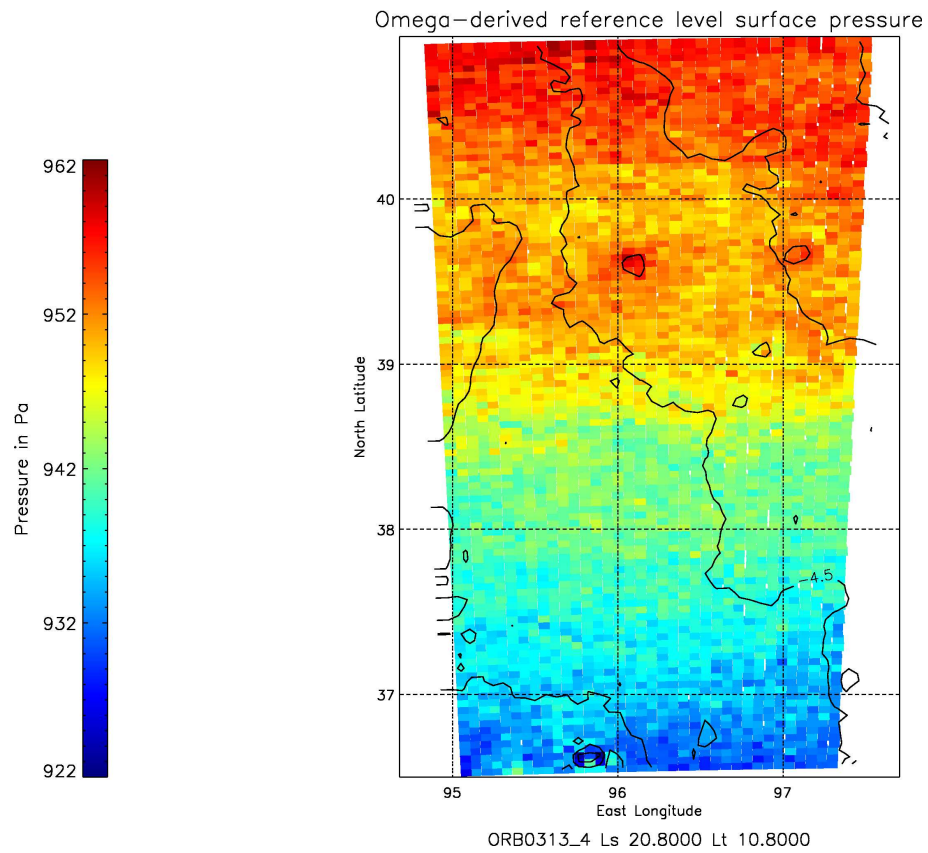 Omega-derived reference level surface pressure
962
952
942
932
922
Pressure in Pa
40
39
38
37
North Latitude
-4.5
95 96 97
East Longitude
ORB0313_4 Ls 20.8000 Lt 10.8000